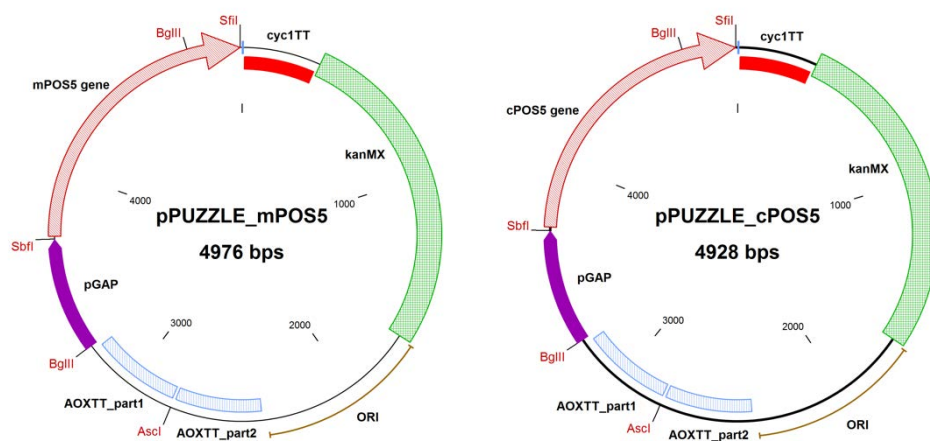 SfiI
cyc1TT
BglII
mPOS5 gene
kanMX
4000
1000
pPUZZLE_mPOS5
4976 bps
SbfI
pGAP
3000
2000
BglII
AOXTT_part1
AscI
AOXTT_part2
ORI
SfiI
cyc1TT
BglII
cPOS5 gene
kanMX
4000
1000
pPUZZLE_cPOS5
4928 bps
SbfI
pGAP
3000
2000
BglII
AOXTT_part1
AscI
AOXTT_part2
ORI